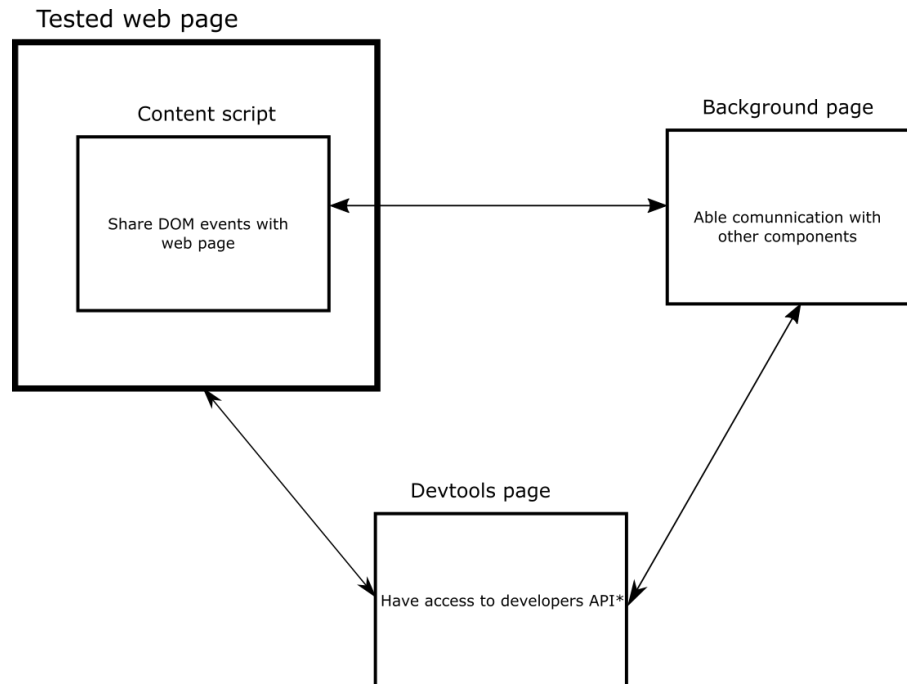 Tested web page
Content script
Share DOM events with
web page
Background page
Able comunnication with
other components
Devtools page
Have access to developers API*